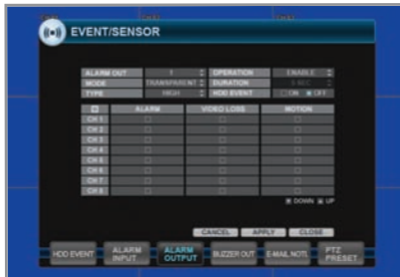 EVENT/SENSOR
ALARM OUT 1 OPERATION ENABLE
MODE TRANSPARENT DURATION 5 SEC
TYPE HIGH HDD EVENT ON OFF
ALARM VIDEO LOSS MOTION
CH 1
CH 2
CH 3
CH 4
CH 5
CH 6
CH 7
CH 8
DOWN UP
CANCEL APPLY CLOSE
HDD EVENT ALARM INPUT ALARM OUTPUT BUZZER OUT E-MAIL NOTI. PTZ PRESET